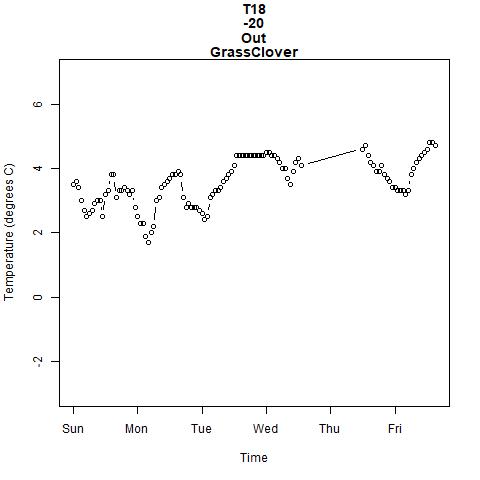 T18
-20
Out
GrassClover
Temperature (degrees C)
6
4
2
0
-2
Sun Mon Tue Wed Thu Fri
Time